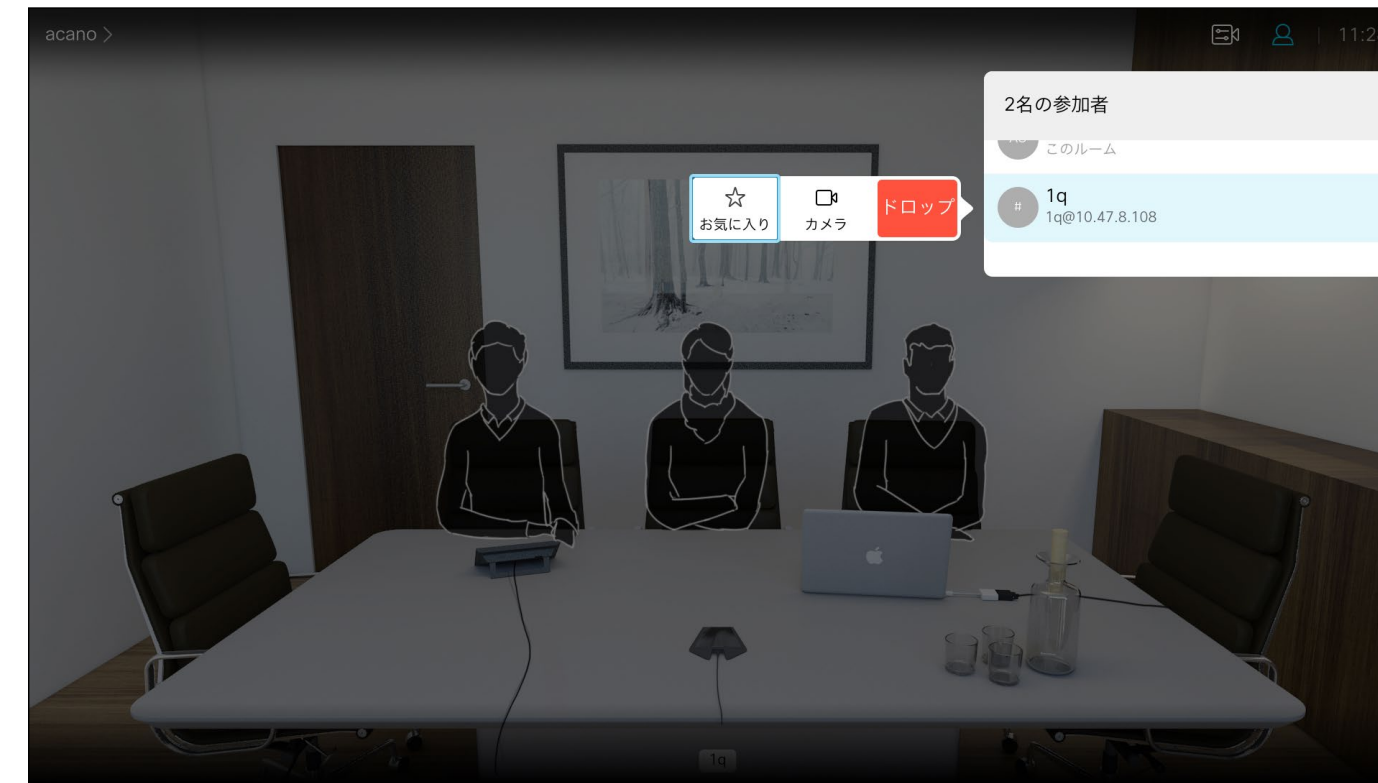 acano >
11:2
2名の参加者
このルーム
お気に入り
カメラ
ドロップ
#
1q
1q@10.47.8.108
1q